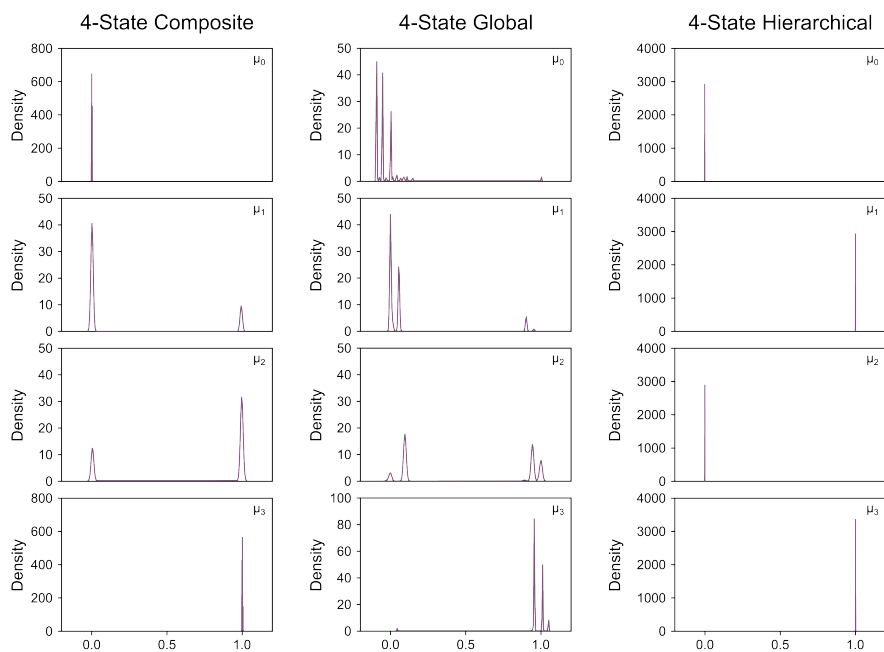 4-State Composite 4-State Global 4-State Hierarchical
800 600 400 200 0 Density μ0
50 40 30 20 10 0 Density μ0
4000 3000 2000 1000 0 Density μ0
50 40 30 20 10 0 Density μ1
50 40 30 20 10 0 Density μ1
4000 3000 2000 1000 0 Density μ1
50 40 30 20 10 0 Density μ2
50 40 30 20 10 0 Density μ2
4000 3000 2000 1000 0 Density μ2
800 600 400 200 0 Density μ3
100 80 60 40 20 0 Density μ3
4000 3000 2000 1000 0 Density μ3
0.0 0.5 1.0 0.0 0.5 1.0 0.0 0.5 1.0